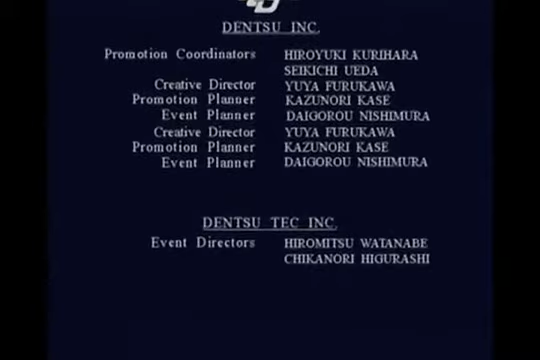 DENTSU INC.
Promotion Coordinators HIROYUKI KURIHARA
SEIKICHI UEDA
Creative Director YUYA FURUKAWA
Promotion Planner KAZUNORI KASE
Event Planner DAIGOROU NISHIMURA
Creative Director YUYA FURUKAWA
Promotion Planner KAZUNORI KASE
Event Planner DAIGOROU NISHIMURA
DENTSU TEC INC.
Event Directors HIROMITSU WATANABE
CHIKANORI HIGURASHI